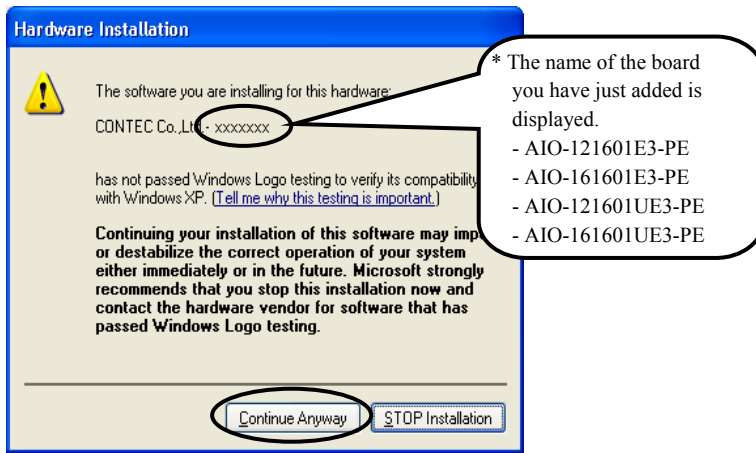 Hardware Installation
The software you are installing for this hardware:
CONTEC Co.,Ltd.- xxxxxxx
has not passed Windows Logo testing to verify its compatibility
with Windows XP. (Tell me why this testing is important.)
Continuing your installation of this software may
or destabilize the correct operation of your system
either immediately or in the future. Microsoft strongly
recommends that you stop this installation now and
contact the hardware vendor for software that has
passed Windows Logo testing.
Continue Anyway
STOP Installation
* The name of the board
you have just added is
displayed.
- AIO-121601E3-PE
- AIO-161601E3-PE
- AIO-121601UE3-PE
- AIO-161601UE3-PE